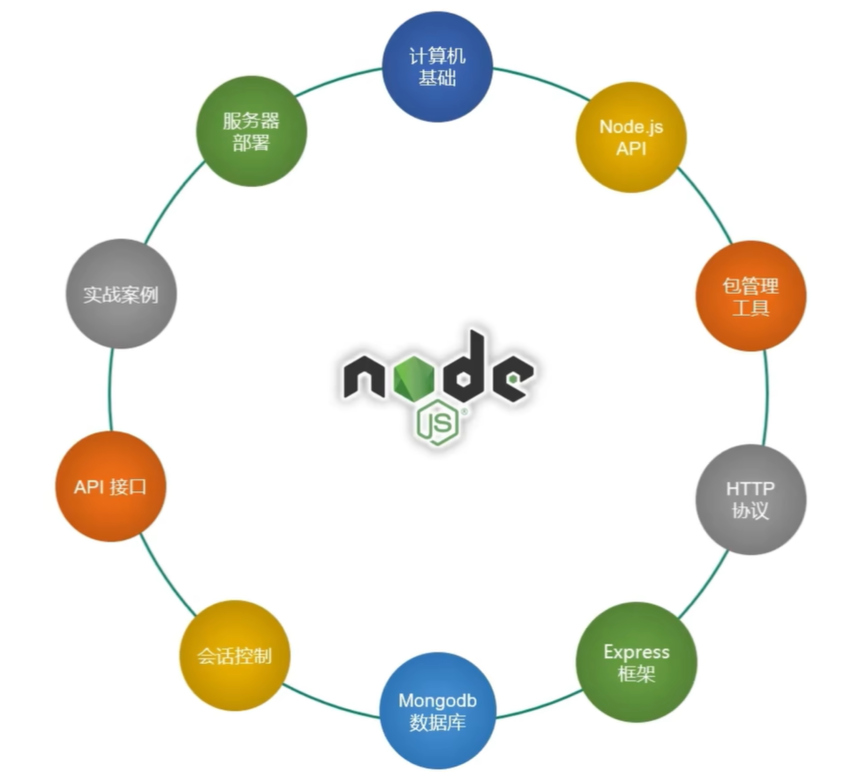 计算机
基础
Node.js
API
包管理
工具
HTTP
协议
Express
框架
Mongodb
数据库
会话控制
API 接口
实战案例
服务器
部署
node
JS
®